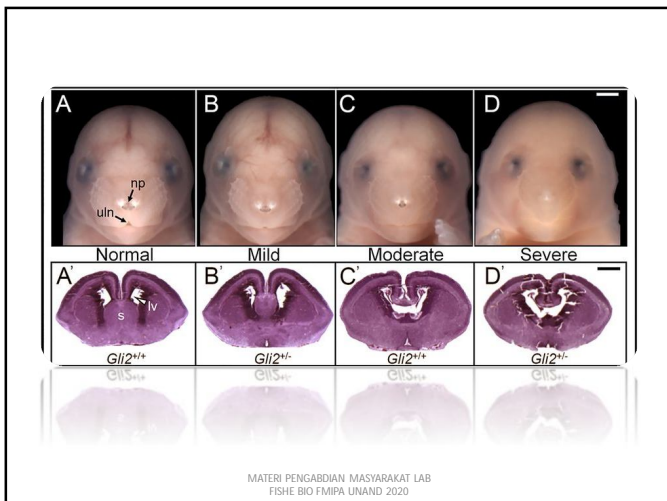 A B C D
np
uln
Normal Mild Moderate Severe
A' B' C' D'
lv
s
Gli2+/+ Gli2+/- Gli2+/+ Gli2+/-
MATERI PENGABDIAN MASYARAKAT LAB
FISHE BIO FMIPA UNAND 2020